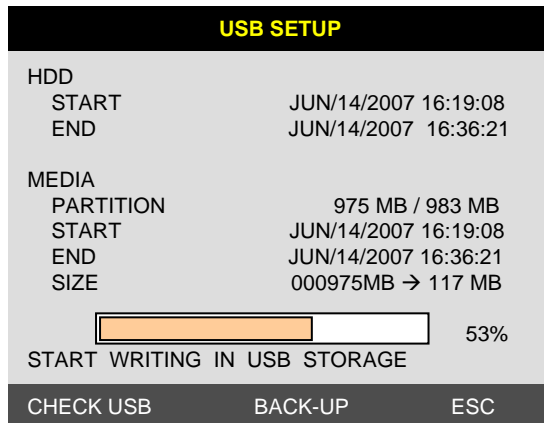 USB SETUP
HDD
START JUN/14/2007 16:19:08
END JUN/14/2007 16:36:21
MEDIA
PARTITION 975 MB / 983 MB
START JUN/14/2007 16:19:08
END JUN/14/2007 16:36:21
SIZE 000975MB → 117 MB
53%
START WRITING IN USB STORAGE
CHECK USB BACK-UP ESC